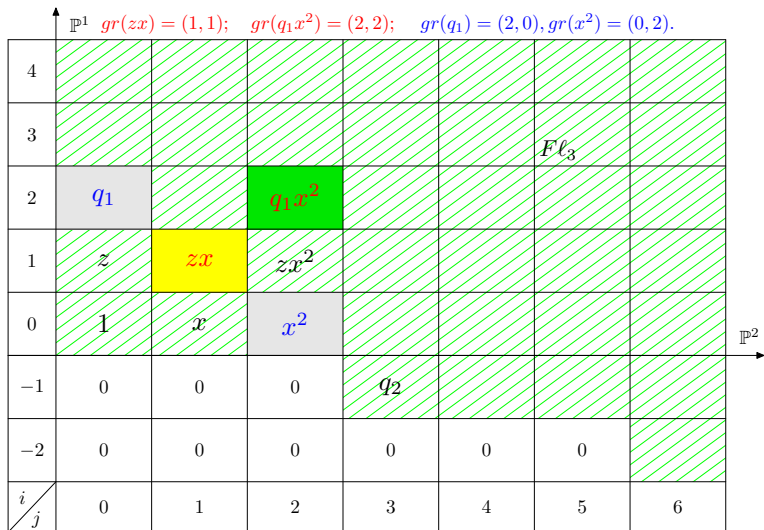 ℙ¹ gr(zx) = (1, 1); gr(q₁x²) = (2, 2); gr(q₁) = (2, 0), gr(x²) = (0, 2).
4
3 Fℓ₃
2 q₁ q₁x²
1 z zx zx²
0 1 x x²
ℙ²
−1 0 0 0 q₂
−2 0 0 0 0 0 0
i j 0 1 2 3 4 5 6